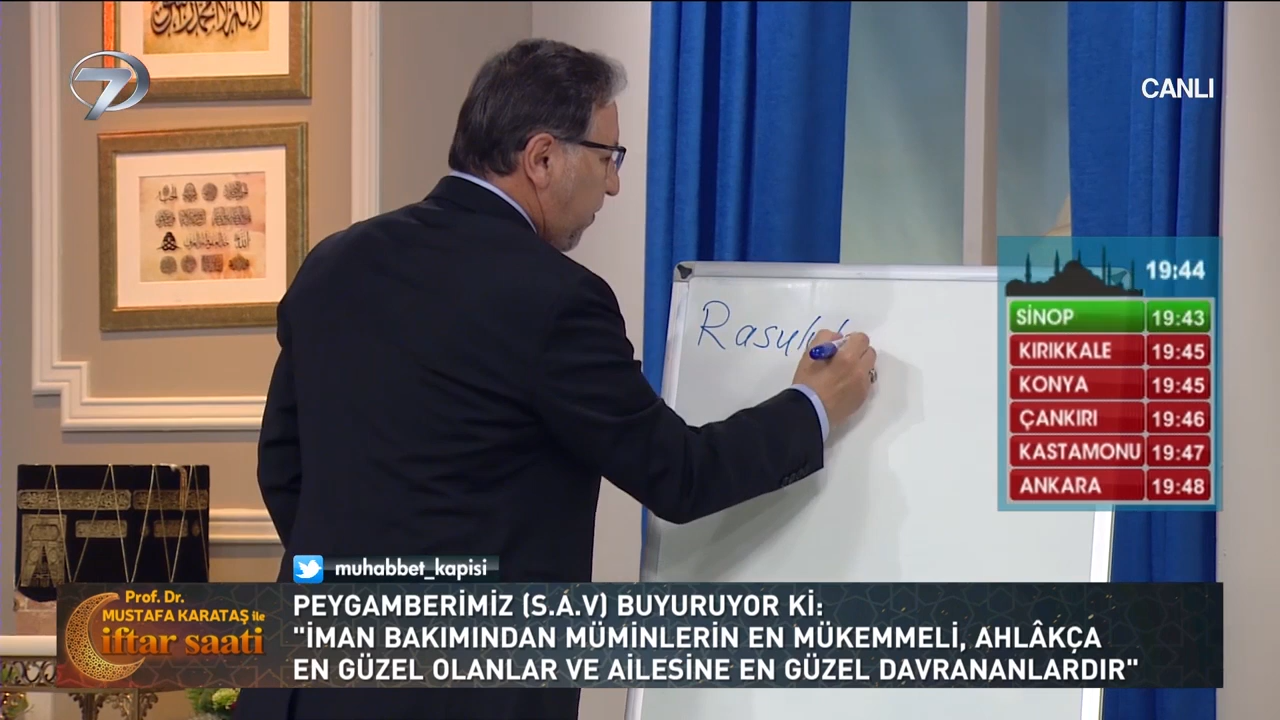 7
CANLI
19:44
SİNOP 19:43
KIRIKKALE 19:45
KONYA 19:45
ÇANKIRI 19:46
KASTAMONU 19:47
ANKARA 19:48
Rasulul
muhabbet_kapisi
Prof. Dr.
MUSTAFA KARATAŞ ile
iftar saati
PEYGAMBERİMİZ (S.A.V) BUYURUYOR Kİ:
"İMAN BAKIMINDAN MÜMİNLERİN EN MÜKEMMELİ, AHLÂKÇA
EN GÜZEL OLANLAR VE AİLESİNE EN GÜZEL DAVRANANLARDIR"